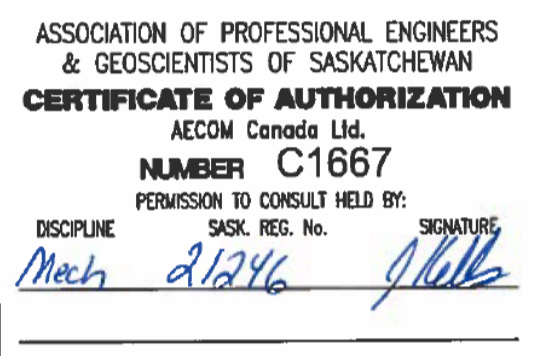 ASSOCIATION OF PROFESSIONAL ENGINEERS
& GEOSCIENTISTS OF SASKATCHEWAN
CERTIFICATE OF AUTHORIZATION
AECOM Canada Ltd.
NUMBER C1667
PERMISSION TO CONSULT HELD BY:
DISCIPLINE SASK. REG. No. SIGNATURE
Mech 21246